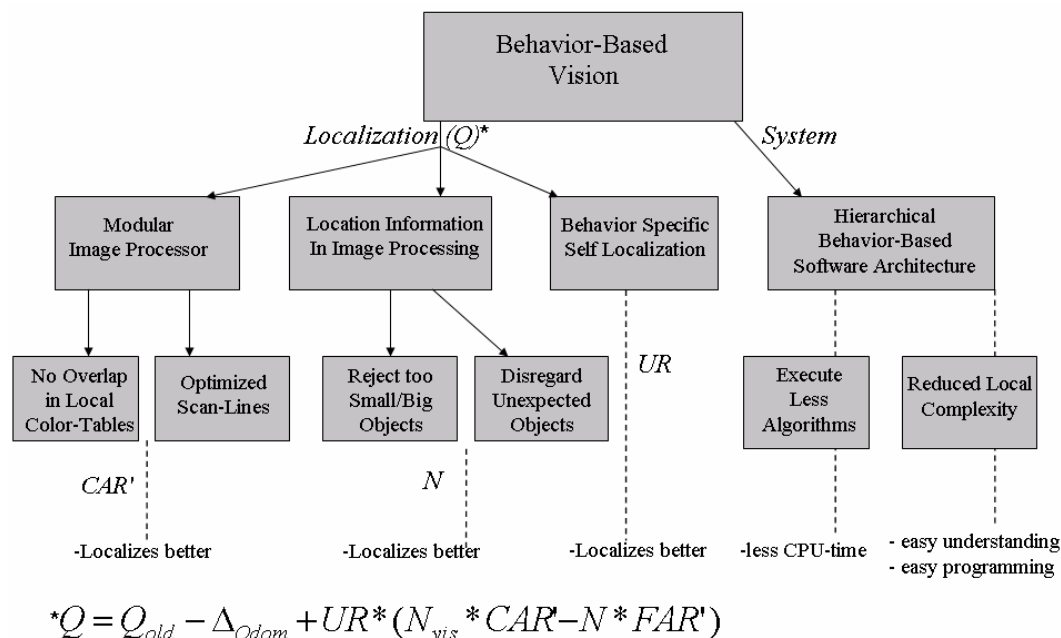 Behavior-Based
Vision
Localization (Q)*
System
Modular
Image Processor
Location Information
In Image Processing
Behavior Specific
Self Localization
Hierarchical
Behavior-Based
Software Architecture
No Overlap
in Local
Color-Tables
Optimized
Scan-Lines
Reject too
Small/Big
Objects
Disregard
Unexpected
Objects
UR
Execute
Less
Algorithms
Reduced Local
Complexity
CAR'
N
-Localizes better
-Localizes better
-Localizes better
-less CPU-time
- easy understanding
- easy programming
*Q = Q_old − Δ_Odom + UR*(N_vis * CAR'−N * FAR')